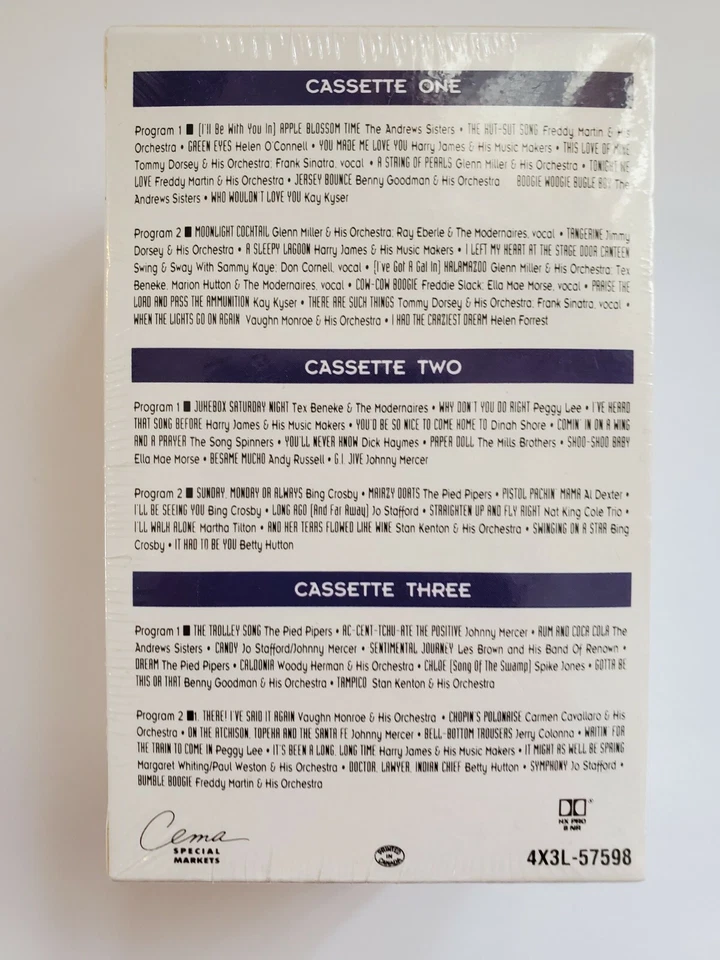 CASSETTE ONE
Program 1 ■ (I'll Be With You In) APPLE BLOSSOM TIME The Andrews Sisters • THE HUT-SUT SONG Freddy Martin & His
Orchestra • GREEN EYES Helen O'Connell • YOU MADE ME LOVE YOU Harry James & His Music Makers • THIS LOVE OF MINE
Tommy Dorsey & His Orchestra; Frank Sinatra, vocal • A STRING OF PEARLS Glenn Miller & His Orchestra • TONIGHT WE
LOVE Freddy Martin & His Orchestra • JERSEY BOUNCE Benny Goodman & His Orchestra BOOGIE WOOGIE BUGLE BOY The
Andrews Sisters • WHO WOULDN'T LOVE YOU Kay Kyser
Program 2 ■ MOONLIGHT COCKTAIL Glenn Miller & His Orchestra; Ray Eberle & The Modernaires, vocal • TANGERINE Jimmy
Dorsey & His Orchestra • A SLEEPY LAGOON Harry James & His Music Makers • I LEFT MY HEART AT THE STAGE DOOR CANTEEN
Swing & Sway With Sammy Kaye; Don Cornell, vocal • (I've Got A Gal In) KALAMAZOO Glenn Miller & His Orchestra; Tex
Beneke, Marion Hutton & The Modernaires, vocal • COW-COW BOOGIE Freddie Slack; Ella Mae Morse, vocal • PRAISE THE
LORD AND PASS THE AMMUNITION Kay Kyser • THERE ARE SUCH THINGS Tommy Dorsey & His Orchestra; Frank Sinatra, vocal •
WHEN THE LIGHTS GO ON AGAIN Vaughn Monroe & His Orchestra • I HAD THE CRAZIEST DREAM Helen Forrest
CASSETTE TWO
Program 1 ■ JUKEBOX SATURDAY NIGHT Tex Beneke & The Modernaires • WHY DON'T YOU DO RIGHT Peggy Lee • I'VE HEARD
THAT SONG BEFORE Harry James & His Music Makers • YOU'D BE SO NICE TO COME HOME TO Dinah Shore • COMIN' IN ON A WING
AND A PRAYER The Song Spinners • YOU'LL NEVER KNOW Dick Haymes • PAPER DOLL The Mills Brothers • SHOO-SHOO BABY
Ella Mae Morse • BESAME MUCHO Andy Russell • G.I. JIVE Johnny Mercer
Program 2 ■ SUNDAY, MONDAY OR ALWAYS Bing Crosby • MAIRZY DOATS The Pied Pipers • PISTOL PACKIN' MAMA Al Dexter •
I'LL BE SEEING YOU Bing Crosby • LONG AGO (And Far Away) Jo Stafford • STRAIGHTEN UP AND FLY RIGHT Nat King Cole Trio •
I'LL WALK ALONE Martha Tilton • AND HER TEARS FLOWED LIKE WINE Stan Kenton & His Orchestra • SWINGING ON A STAR Bing
Crosby • IT HAD TO BE YOU Betty Hutton
CASSETTE THREE
Program 1 ■ THE TROLLEY SONG The Pied Pipers • AC-CENT-TCHU-ATE THE POSITIVE Johnny Mercer • RUM AND COCA COLA The
Andrews Sisters • CANDY Jo Stafford/Johnny Mercer • SENTIMENTAL JOURNEY Les Brown and His Band Of Renown •
DREAM The Pied Pipers • CALDONIA Woody Herman & His Orchestra • CHLOE (Song Of The Swamp) Spike Jones • GOTTA BE
THIS OR THAT Benny Goodman & His Orchestra • TAMPICO Stan Kenton & His Orchestra
Program 2 ■1. THERE! I'VE SAID IT AGAIN Vaughn Monroe & His Orchestra • CHOPIN'S POLONAISE Carmen Cavallaro & His
Orchestra • ON THE ATCHISON, TOPEKA AND THE SANTA FE Johnny Mercer • BELL-BOTTOM TROUSERS Jerry Colonna • WAITIN' FOR
THE TRAIN TO COME IN Peggy Lee • IT'S BEEN A LONG, LONG TIME Harry James & His Music Makers • IT MIGHT AS WELL BE SPRING
Margaret Whiting/Paul Weston & His Orchestra • DOCTOR, LAWYER, INDIAN CHIEF Betty Hutton • SYMPHONY Jo Stafford •
BUMBLE BOOGIE Freddy Martin & His Orchestra
Cema
SPECIAL
MARKETS
PRINTED
IN
CANADA
HX PRO
B NR
4X3L-57598